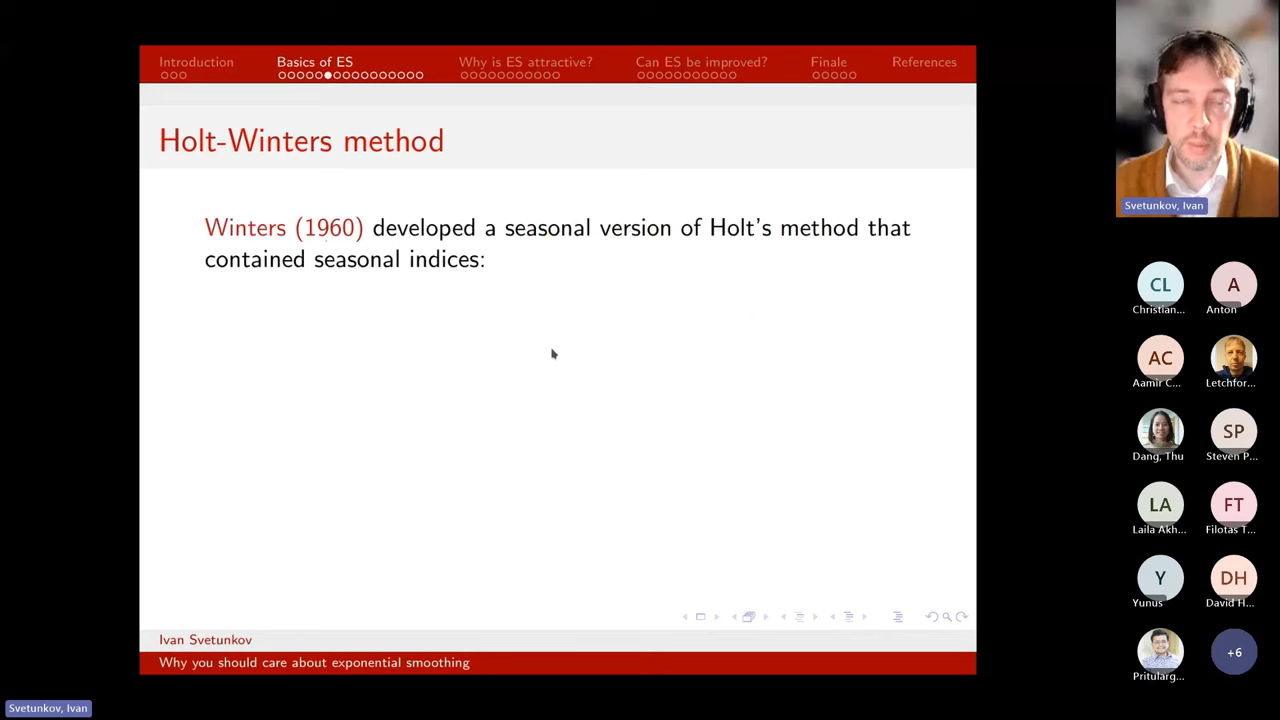 Introduction
Basics of ES
Why is ES attractive?
Can ES be improved?
Finale
References
Holt-Winters method
Winters (1960) developed a seasonal version of Holt's method that
contained seasonal indices:
Ivan Svetunkov
Why you should care about exponential smoothing
Svetunkov, Ivan
CL
Christian...
A
Anton
AC
Aamir C...
Letchfor...
Dang, Thu
SP
Steven P...
LA
Laila Akh...
FT
Filotas T...
Y
Yunus
DH
David H...
Pritularg...
+6
Svetunkov, Ivan